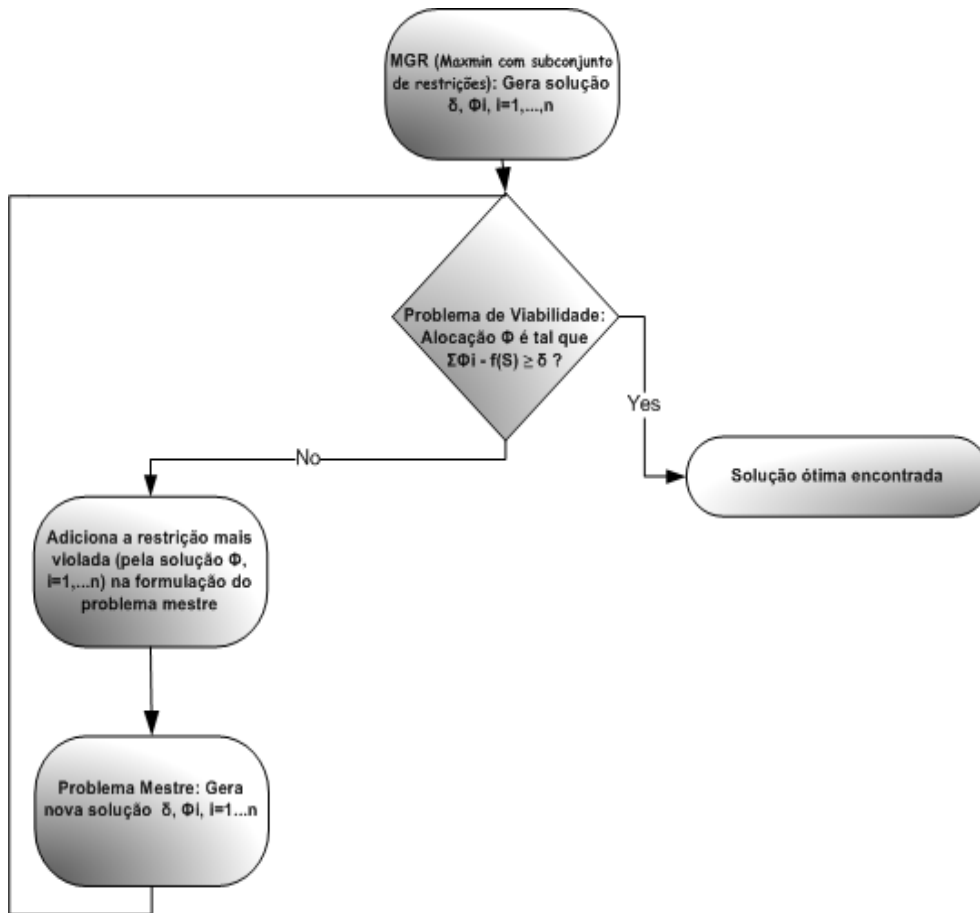 MGR (Maxmin com subconjunto
de restrições): Gera solução
δ, Φi, i=1,...,n
Problema de Viabilidade:
Alocação Φ é tal que
ΣΦi - f(S) ≥ δ ?
Yes
No
Solução ótima encontrada
Adiciona a restrição mais
violada (pela solução Φ,
i=1,...n) na formulação do
problema mestre
Problema Mestre: Gera
nova solução δ, Φi, i=1...n